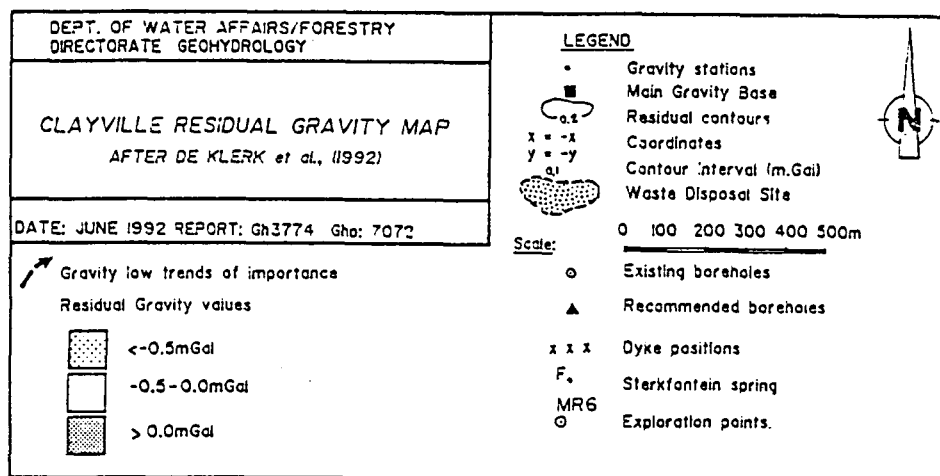 DEPT. OF WATER AFFAIRS/FORESTRY
DIRECTORATE GEOHYDROLOGY
CLAYVILLE RESIDUAL GRAVITY MAP
AFTER DE KLERK et al., (1992)
DATE: JUNE 1992 REPORT: Gh3774 Gho: 7072
Gravity low trends of importance
Residual Gravity values
<-0.5mGal
-0.5-0.0mGal
> 0.0mGal
LEGEND
Gravity stations
Main Gravity Base
0.2 Residual contours
x = -x
y = -y Coordinates
0.1 Contour Interval (m.Gal)
Waste Disposal Site
N
Scale: 0 100 200 300 400 500m
Existing boreholes
Recommended boreholes
x x x Dyke positions
F. Sterkfontein spring
MR6 Exploration points.